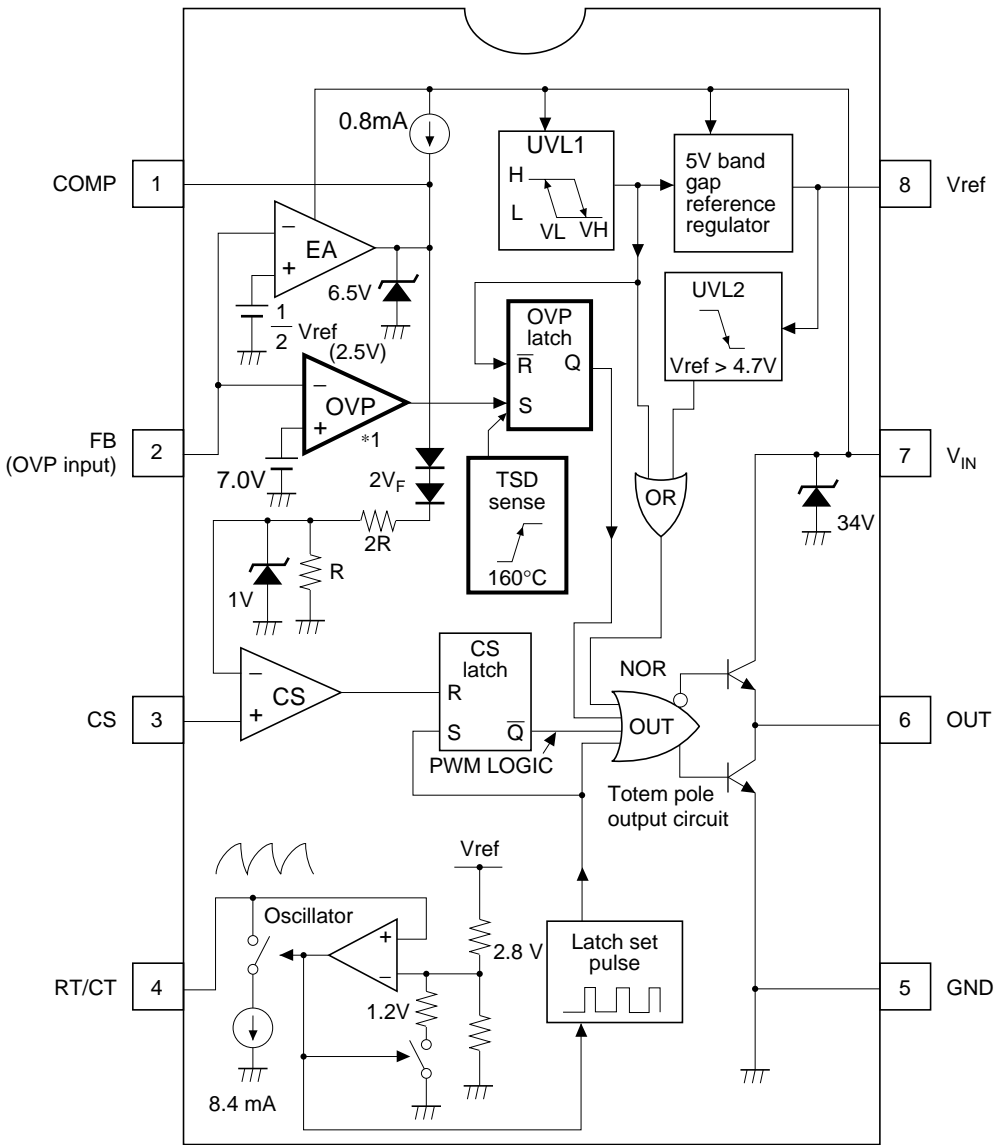 0.8mA
COMP
1
UVL1
H
L
VL
VH
5V band
gap
reference
regulator
8
Vref
−
+
EA
6.5V
1
2
Vref
(2.5V)
OVP
latch
R
Q
S
UVL2
Vref > 4.7V
−
+
OVP
*1
FB
(OVP input)
2
7.0V
2VF
TSD
sense
160°C
OR
7
VIN
34V
2R
R
1V
CS
3
−
+
CS
CS
latch
R
S
Q
PWM LOGIC
NOR
OUT
6
OUT
Totem pole
output circuit
Vref
Oscillator
+
−
2.8 V
1.2V
Latch set
pulse
RT/CT
4
5
GND
8.4 mA